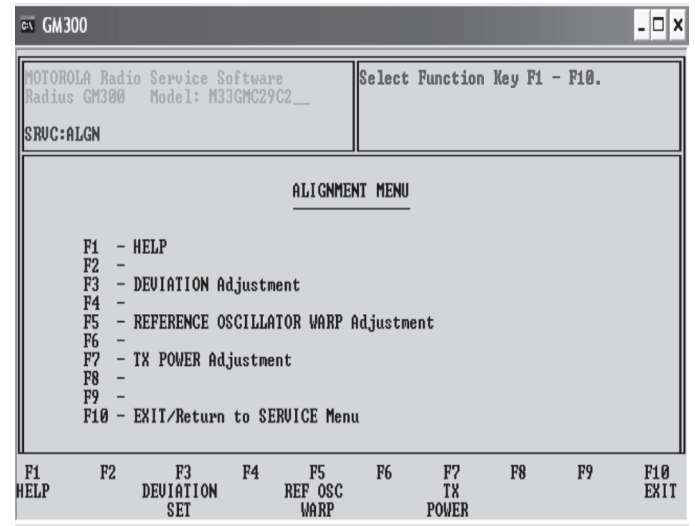 GM300
MOTOROLA Radio Service Software
Radius GM300 Model: M33GMC29C2__
SRVC:ALGN
Select Function Key F1 - F10.
ALIGNMENT MENU
F1 - HELP
F2 -
F3 - DEVIATION Adjustment
F4 -
F5 - REFERENCE OSCILLATOR WARP Adjustment
F6 -
F7 - TX POWER Adjustment
F8 -
F9 -
F10 - EXIT/Return to SERVICE Menu
F1 F2 F3 F4 F5 F6 F7 F8 F9 F10
HELP DEVIATION REF OSC TX EXIT
SET WARP POWER